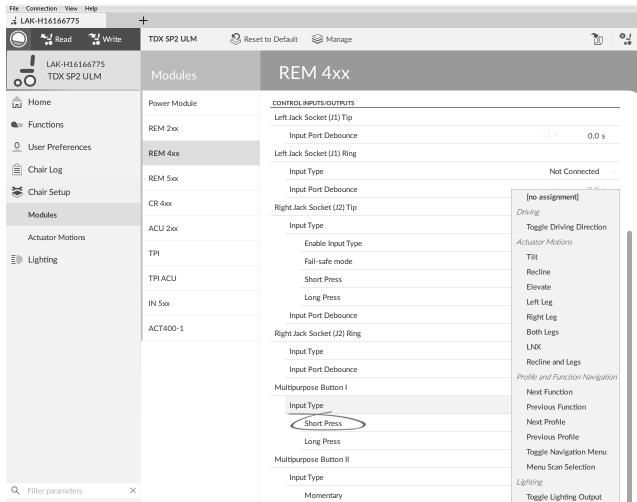 File Connection View Help
LAK-H16166775 +
Read Write TDX SP2 ULM Reset to Default Manage
LAK-H16166775
TDX SP2 ULM
Home
Functions
User Preferences
Chair Log
Chair Setup
Modules
Actuator Motions
Lighting
Filter parameters ×
Modules
Power Module
REM 2xx
REM 4xx
REM 5xx
CR 4xx
ACU 2xx
TPI
TPI ACU
IN 5xx
ACT400-1
REM 4xx
CONTROL INPUTS/OUTPUTS
Left Jack Socket (J1) Tip
Input Port Debounce - + 0.0 s
Left Jack Socket (J1) Ring
Input Type Not Connected
Input Port Debounce
Right Jack Socket (J2) Tip
Input Type
Enable Input Type
Fail-safe mode
Short Press
Long Press
Input Port Debounce
Right Jack Socket (J2) Ring
Input Type
Input Port Debounce
Multipurpose Button I
Input Type
Short Press
Long Press
Multipurpose Button II
Input Type
Momentary
[no assignment]
Driving
Toggle Driving Direction
Actuator Motions
Tilt
Recline
Elevate
Left Leg
Right Leg
Both Legs
LNX
Recline and Legs
Profile and Function Navigation
Next Function
Previous Function
Next Profile
Previous Profile
Toggle Navigation Menu
Menu Scan Selection
Lighting
Toggle Lighting Output